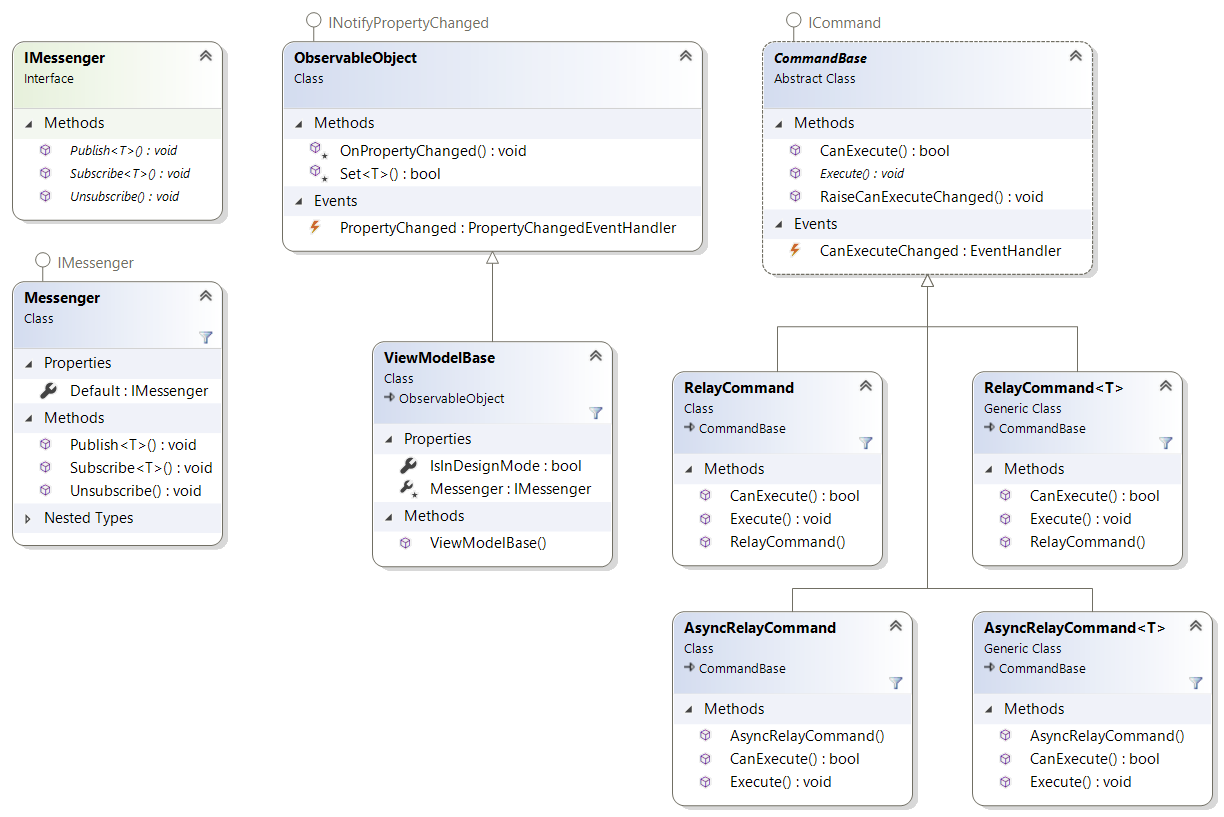 IMessenger
Interface
Methods
Publish<T>() : void
Subscribe<T>() : void
Unsubscribe() : void
IMessenger
Messenger
Class
Properties
Default : IMessenger
Methods
Publish<T>() : void
Subscribe<T>() : void
Unsubscribe() : void
Nested Types
INotifyPropertyChanged
ObservableObject
Class
Methods
OnPropertyChanged() : void
Set<T>() : bool
Events
PropertyChanged : PropertyChangedEventHandler
ViewModelBase
Class
ObservableObject
Properties
IsInDesignMode : bool
Messenger : IMessenger
Methods
ViewModelBase()
ICommand
CommandBase
Abstract Class
Methods
CanExecute() : bool
Execute() : void
RaiseCanExecuteChanged() : void
Events
CanExecuteChanged : EventHandler
RelayCommand
Class
CommandBase
Methods
CanExecute() : bool
Execute() : void
RelayCommand()
RelayCommand<T>
Generic Class
CommandBase
Methods
CanExecute() : bool
Execute() : void
RelayCommand()
AsyncRelayCommand
Class
CommandBase
Methods
AsyncRelayCommand()
CanExecute() : bool
Execute() : void
AsyncRelayCommand<T>
Generic Class
CommandBase
Methods
AsyncRelayCommand()
CanExecute() : bool
Execute() : void